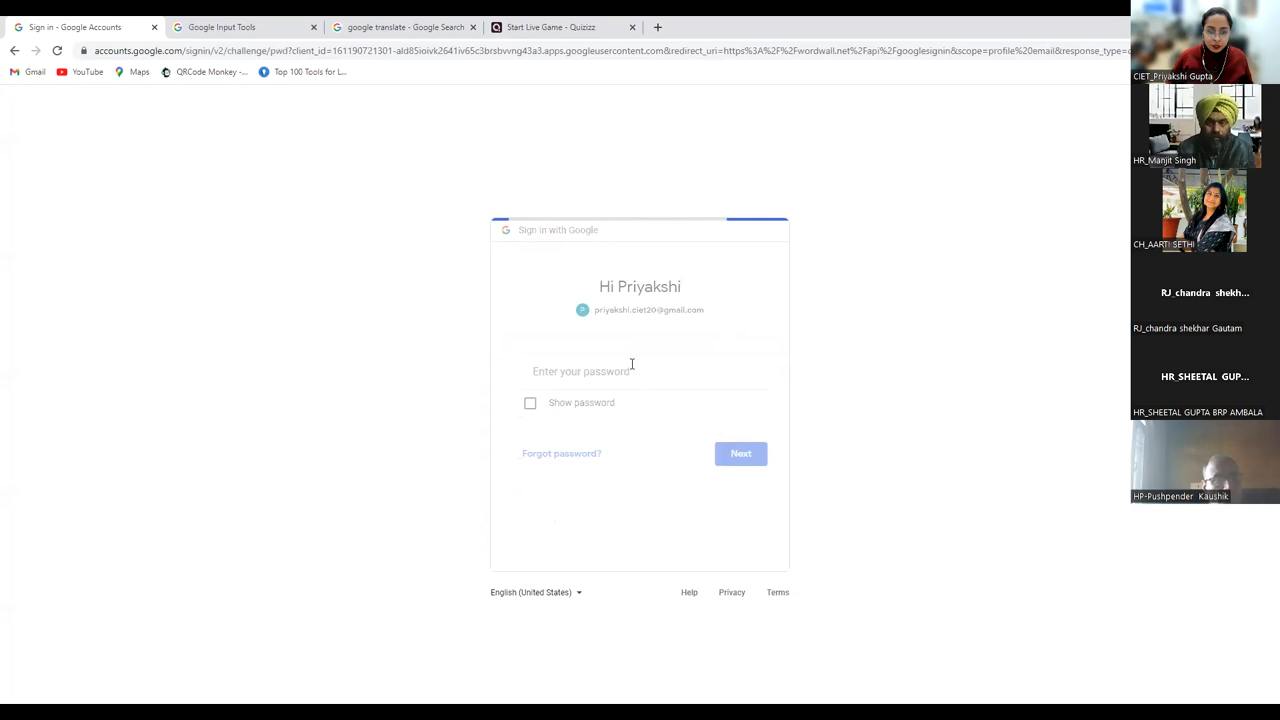 Sign in - Google Accounts
Google Input Tools
google translate - Google Search
Start Live Game - Quizizz
accounts.google.com/signin/v2/challenge/pwd?client_id=161190721301-ald85ioivk2641iv65c3brsbvvng43a3.apps.googleusercontent.com&redirect_uri=https%3A%2F%2Fwordwall.net%2Fapi%2Fgooglesignin&scope=profile%20email&response_type=c
Gmail
YouTube
Maps
QRCode Monkey -...
Top 100 Tools for L...
Sign in with Google
Hi Priyakshi
P
priyakshi.ciet20@gmail.com
Enter your password
Show password
Forgot password?
Next
English (United States)
Help
Privacy
Terms
CIET_Priyakshi Gupta
HR_Manjit Singh
CH_AARTI SETHI
RJ_chandra shekh...
RJ_chandra shekhar Gautam
HR_SHEETAL GUP...
HR_SHEETAL GUPTA BRP AMBALA
HP-Pushpender Kaushik